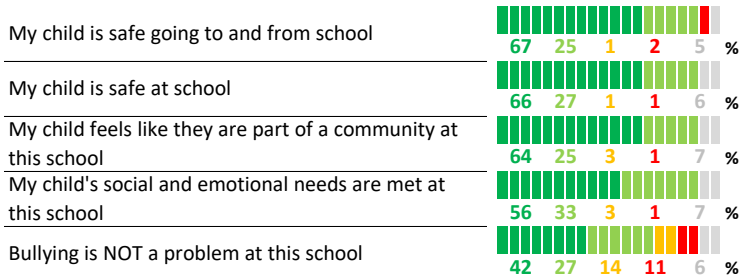 My child is safe going to and from school
67 25 1 2 5 %
My child is safe at school
66 27 1 1 6 %
My child feels like they are part of a community at
this school
64 25 3 1 7 %
My child's social and emotional needs are met at
this school
56 33 3 1 7 %
Bullying is NOT a problem at this school
42 27 14 11 6 %